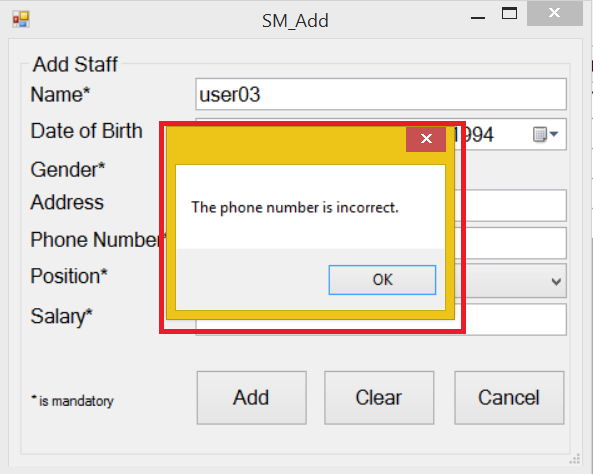 SM_Add
Add Staff
Name* user03
Date of Birth 1994
Gender*
Address
Phone Number*
The phone number is incorrect.
OK
Position*
Salary*
* is mandatory Add Clear Cancel